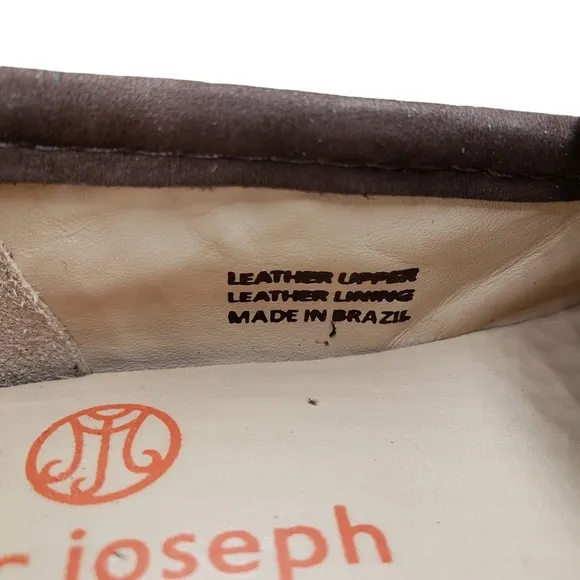 LEATHER UPPER
LEATHER LINING
MADE IN BRAZIL
joseph